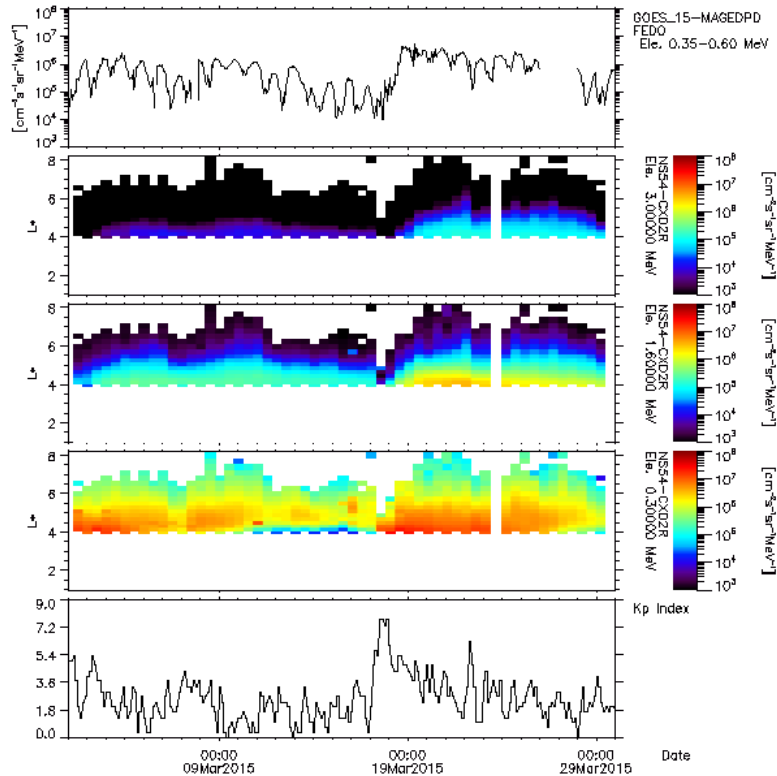 10⁸
10⁷
10⁶
10⁵
10⁴
10³
[cm⁻²s⁻¹sr⁻¹MeV⁻¹]
GOES_15-MAGEDPD
FEDO
Ele. 0.35-0.60 MeV
8
6
4
2
L*
NS54-CXD2R
Ele. 3.00000 MeV
10⁸
10⁷
10⁶
10⁵
10⁴
10³
[cm⁻²s⁻¹sr⁻¹MeV⁻¹]
8
6
4
2
L*
NS54-CXD2R
Ele. 1.60000 MeV
10⁸
10⁷
10⁶
10⁵
10⁴
10³
[cm⁻²s⁻¹sr⁻¹MeV⁻¹]
8
6
4
2
L*
NS54-CXD2R
Ele. 0.30000 MeV
10⁸
10⁷
10⁶
10⁵
10⁴
10³
[cm⁻²s⁻¹sr⁻¹MeV⁻¹]
9.0
7.2
5.4
3.6
1.8
0.0
Kp Index
00:00 00:00 00:00
09Mar2015 19Mar2015 29Mar2015
Date